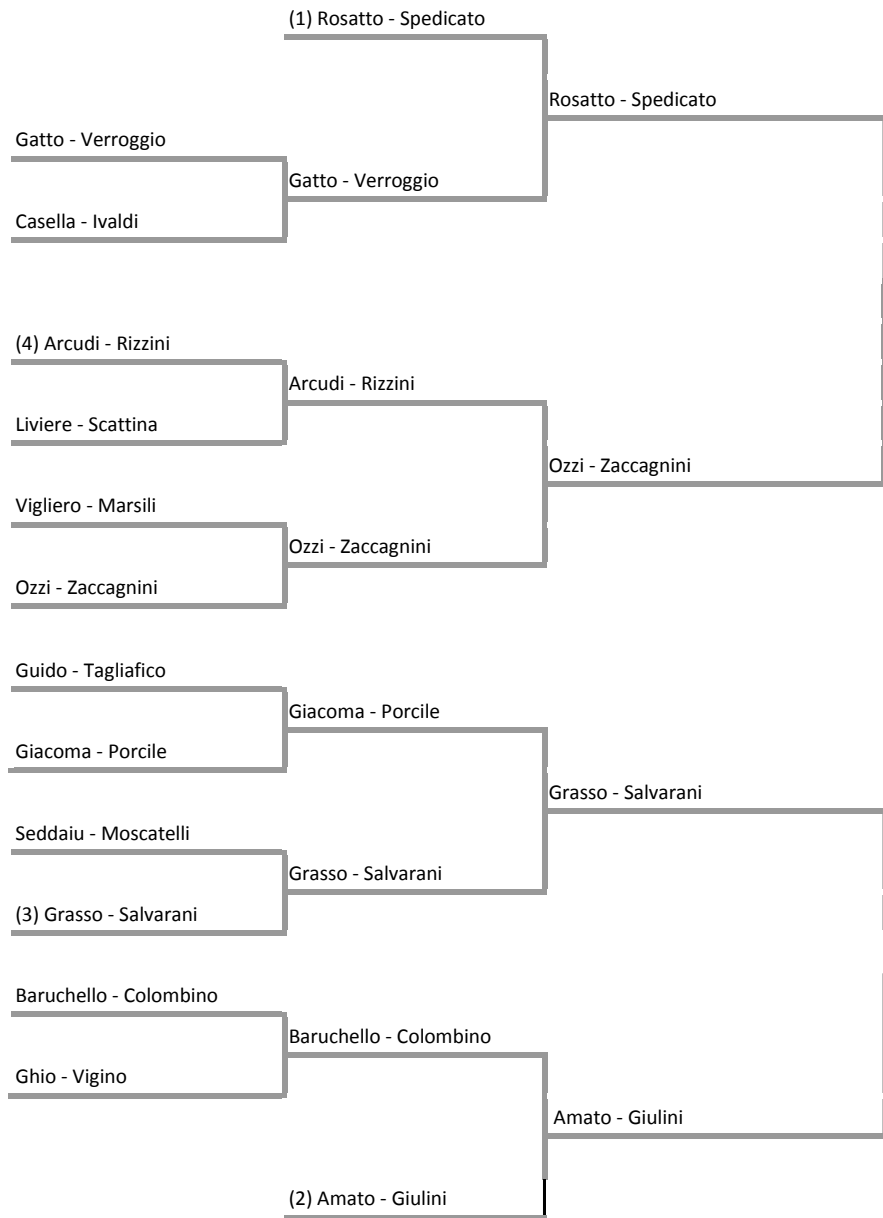 (1) Rosatto - Spedicato
Rosatto - Spedicato
Gatto - Verroggio
Gatto - Verroggio
Casella - Ivaldi
(4) Arcudi - Rizzini
Arcudi - Rizzini
Liviere - Scattina
Ozzi - Zaccagnini
Vigliero - Marsili
Ozzi - Zaccagnini
Ozzi - Zaccagnini
Guido - Tagliafico
Giacoma - Porcile
Giacoma - Porcile
Grasso - Salvarani
Seddaiu - Moscatelli
Grasso - Salvarani
(3) Grasso - Salvarani
Baruchello - Colombino
Baruchello - Colombino
Ghio - Vigino
Amato - Giulini
(2) Amato - Giulini